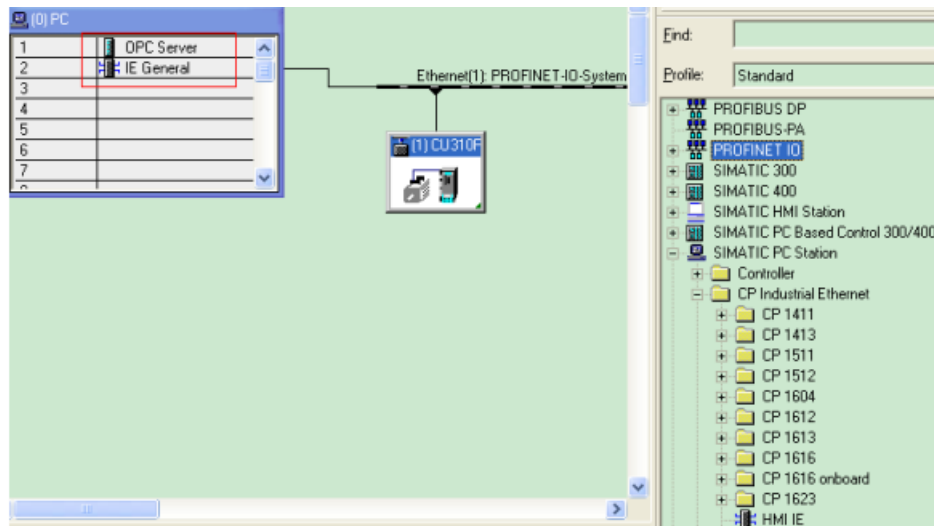 (0) PC
1 OPC Server
2 IE General
3
4
5
6
7
Ethernet(1): PROFINET-IO-System
(1) CU310P
Find:
Profile: Standard
PROFIBUS DP
PROFIBUS-PA
PROFINET IO
SIMATIC 300
SIMATIC 400
SIMATIC HMI Station
SIMATIC PC Based Control 300/400
SIMATIC PC Station
Controller
CP Industrial Ethernet
CP 1411
CP 1413
CP 1511
CP 1512
CP 1604
CP 1612
CP 1613
CP 1616
CP 1616 onboard
CP 1623
HMI IE